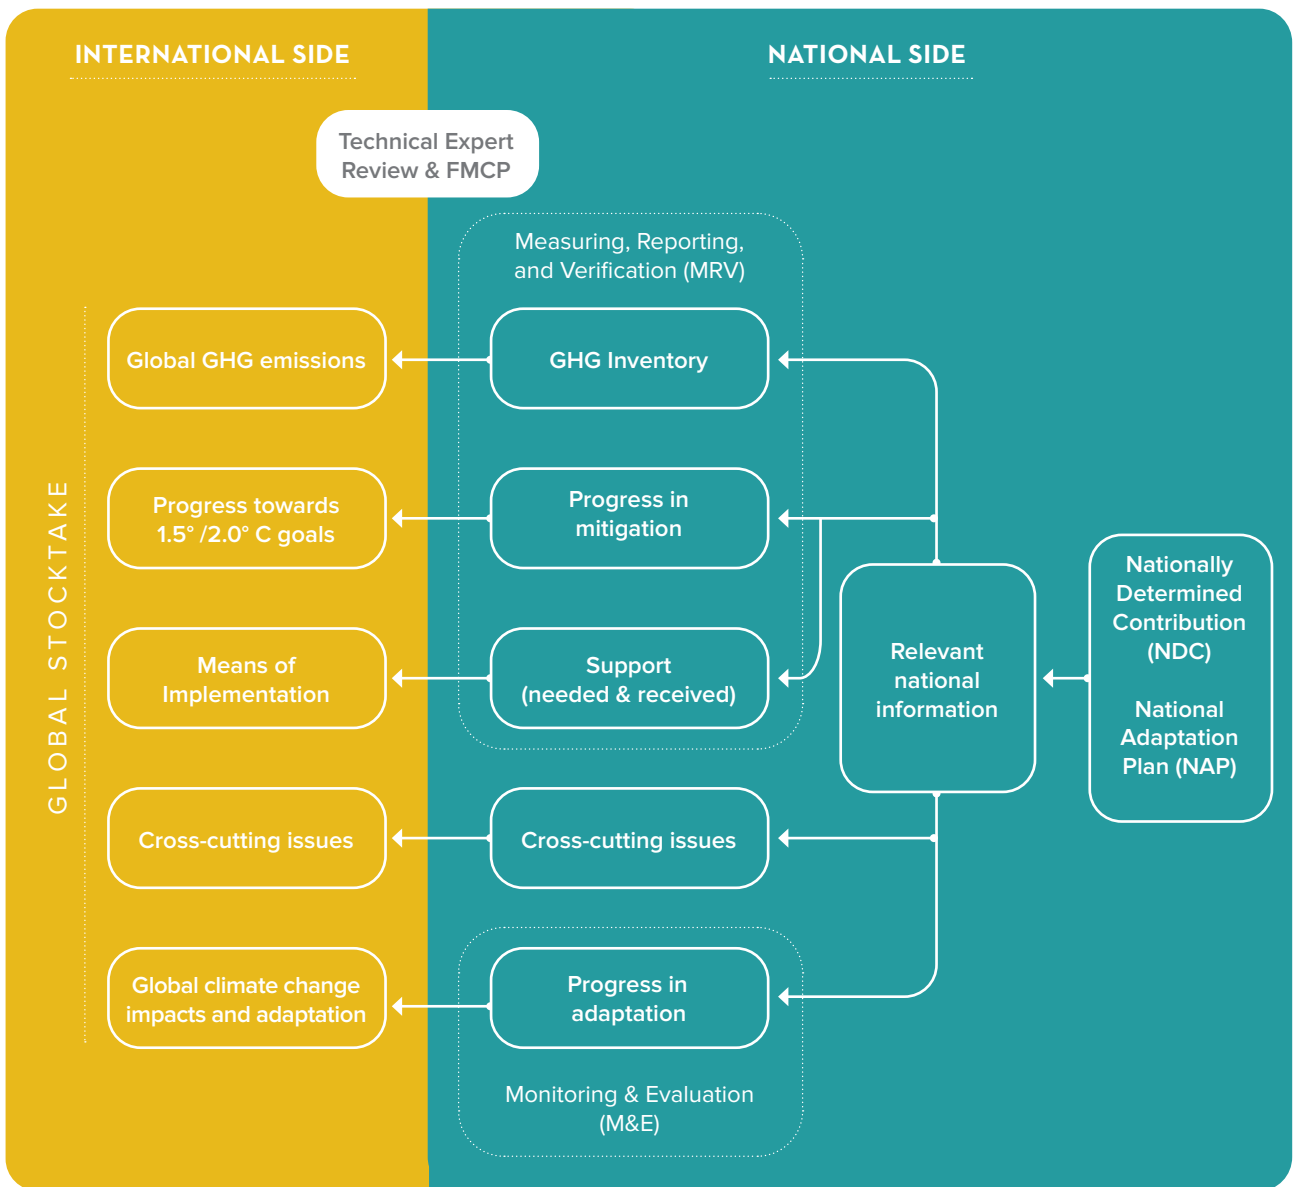 INTERNATIONAL SIDE
NATIONAL SIDE
Technical Expert
Review & FMCP
Measuring, Reporting,
and Verification (MRV)
GLOBAL STOCKTAKE
Global GHG emissions
GHG Inventory
Progress towards
1.5° /2.0° C goals
Progress in
mitigation
Means of
Implementation
Support
(needed & received)
Relevant
national
information
Nationally
Determined
Contribution
(NDC)
National
Adaptation
Plan (NAP)
Cross-cutting issues
Cross-cutting issues
Global climate change
impacts and adaptation
Progress in
adaptation
Monitoring & Evaluation
(M&E)